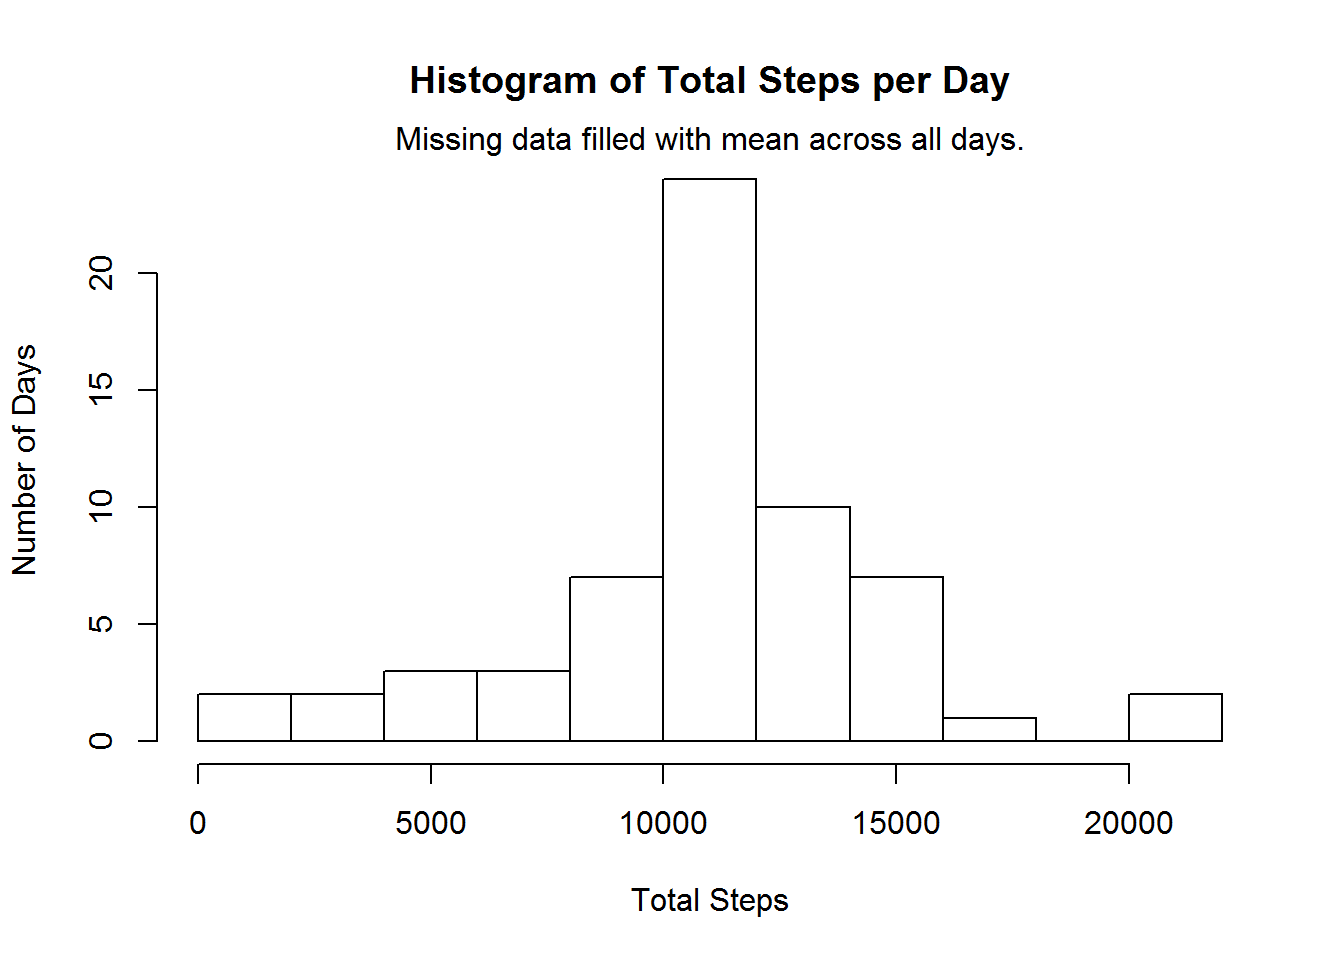 Histogram of Total Steps per Day
Missing data filled with mean across all days.
Number of Days
20
15
10
5
0
0 5000 10000 15000 20000
Total Steps